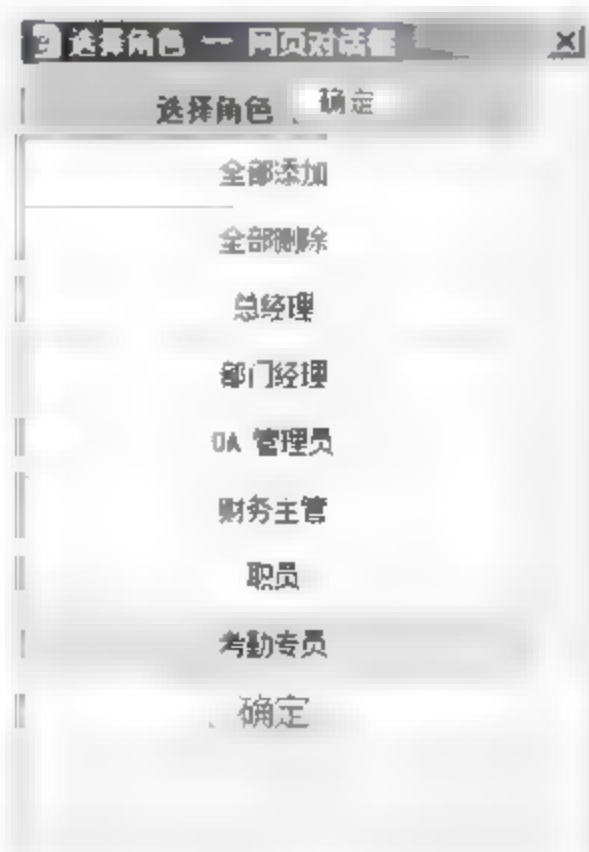 选择角色 — 网页对话框
选择角色 确定
全部添加
全部删除
总经理
部门经理
OA 管理员
财务主管
职员
考勤专员
确定